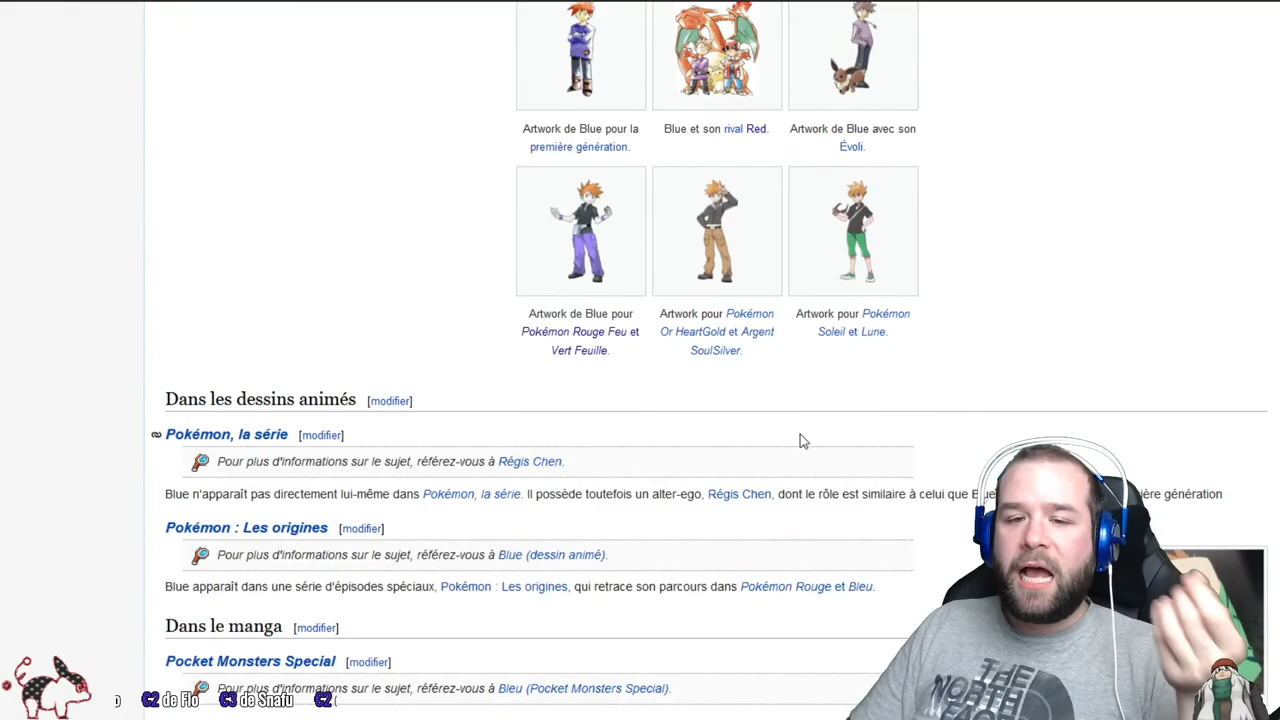 Artwork de Blue pour la
première génération.
Blue et son rival Red.
Artwork de Blue avec son
Évoli.
Artwork de Blue pour
Pokémon Rouge Feu et
Vert Feuille.
Artwork pour Pokémon
Or HeartGold et Argent
SoulSilver.
Artwork pour Pokémon
Soleil et Lune.
Dans les dessins animés [modifier]
Pokémon, la série [modifier]
Pour plus d'informations sur le sujet, référez-vous à Régis Chen.
Blue n'apparaît pas directement lui-même dans Pokémon, la série. Il possède toutefois un alter-ego, Régis Chen, dont le rôle est similaire à celui que génération
Pokémon : Les origines [modifier]
Pour plus d'informations sur le sujet, référez-vous à Blue (dessin animé).
Blue apparaît dans une série d'épisodes spéciaux, Pokémon : Les origines, qui retrace son parcours dans Pokémon Rouge et Bleu.
Dans le manga [modifier]
Pocket Monsters Special [modifier]
Pour plus d'informations sur le sujet, référez-vous à Bleu (Pocket Monsters Special).
C2 de Flo C3 de Snafu C2
THE
NORTH